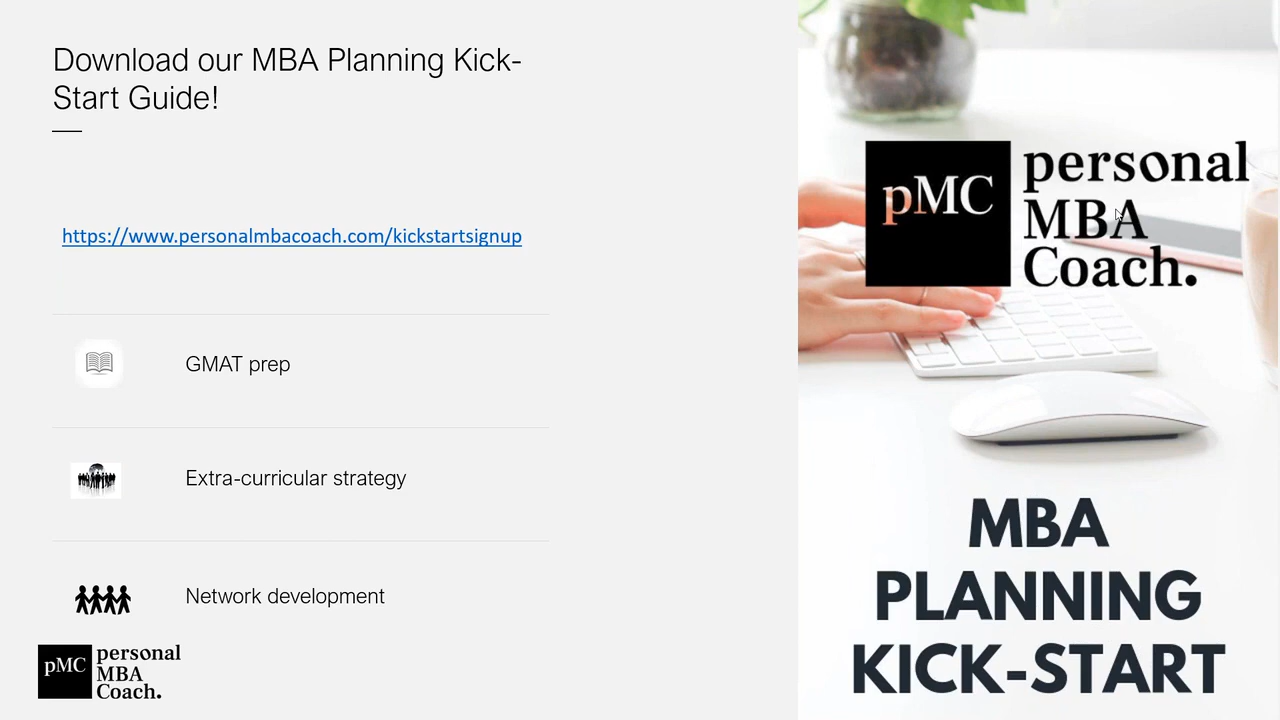 Download our MBA Planning Kick-
Start Guide!
https://www.personalmbacoach.com/kickstartsignup
GMAT prep
Extra-curricular strategy
Network development
pMC
personal
MBA
Coach.
pMC
personal
MBA
Coach.
MBA
PLANNING
KICK-START